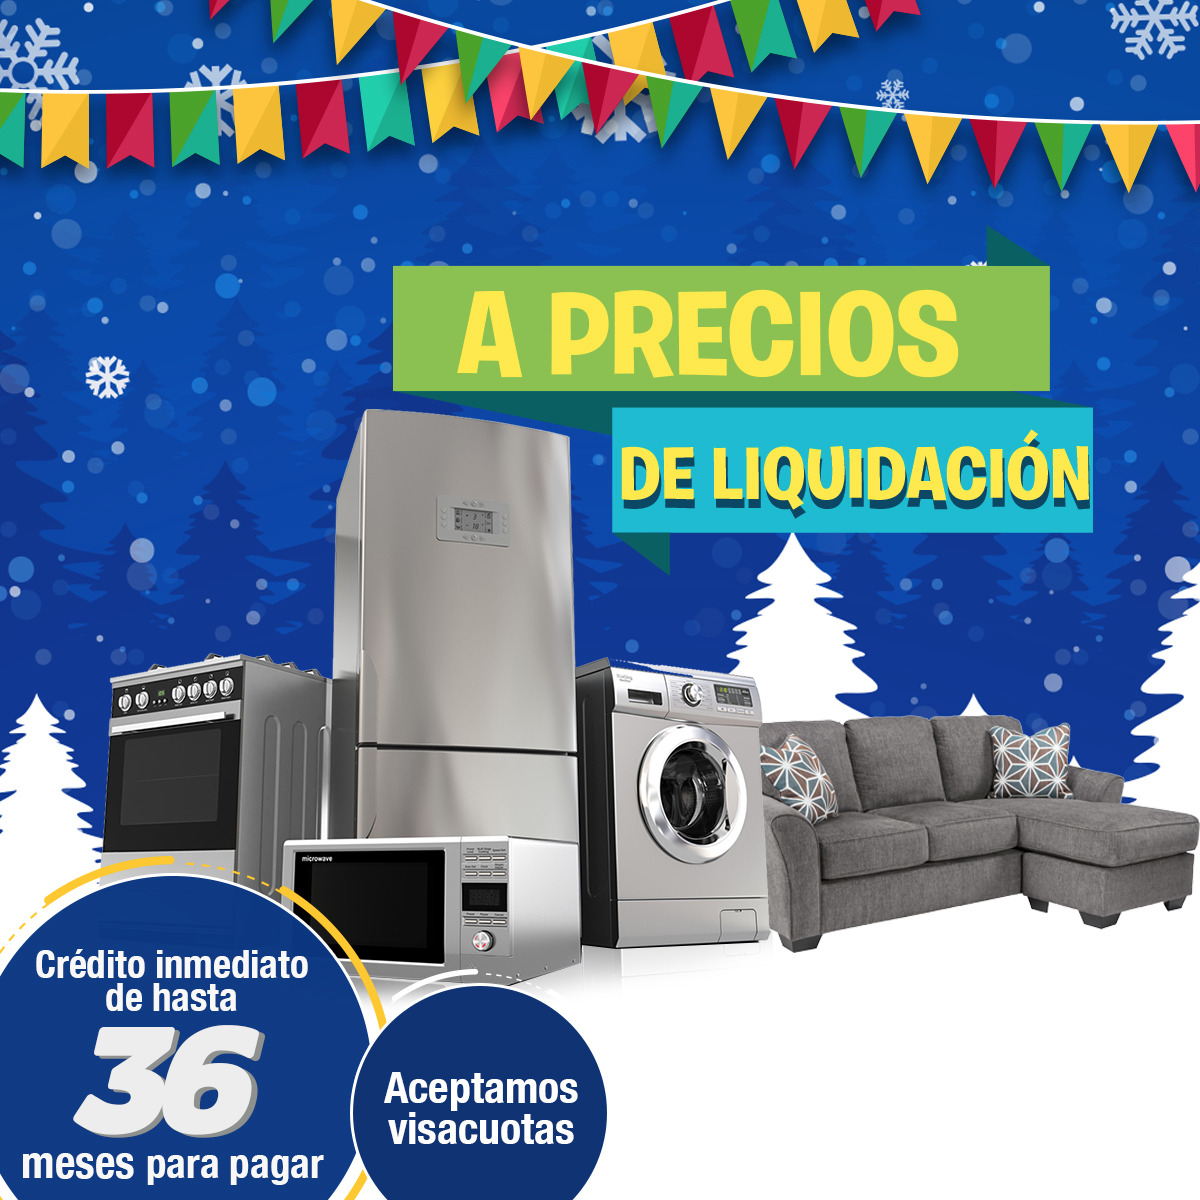 A PRECIOS
DE LIQUIDACIÓN
microwave
Crédito inmediato
de hasta
36
meses para pagar
Aceptamos
visacuotas